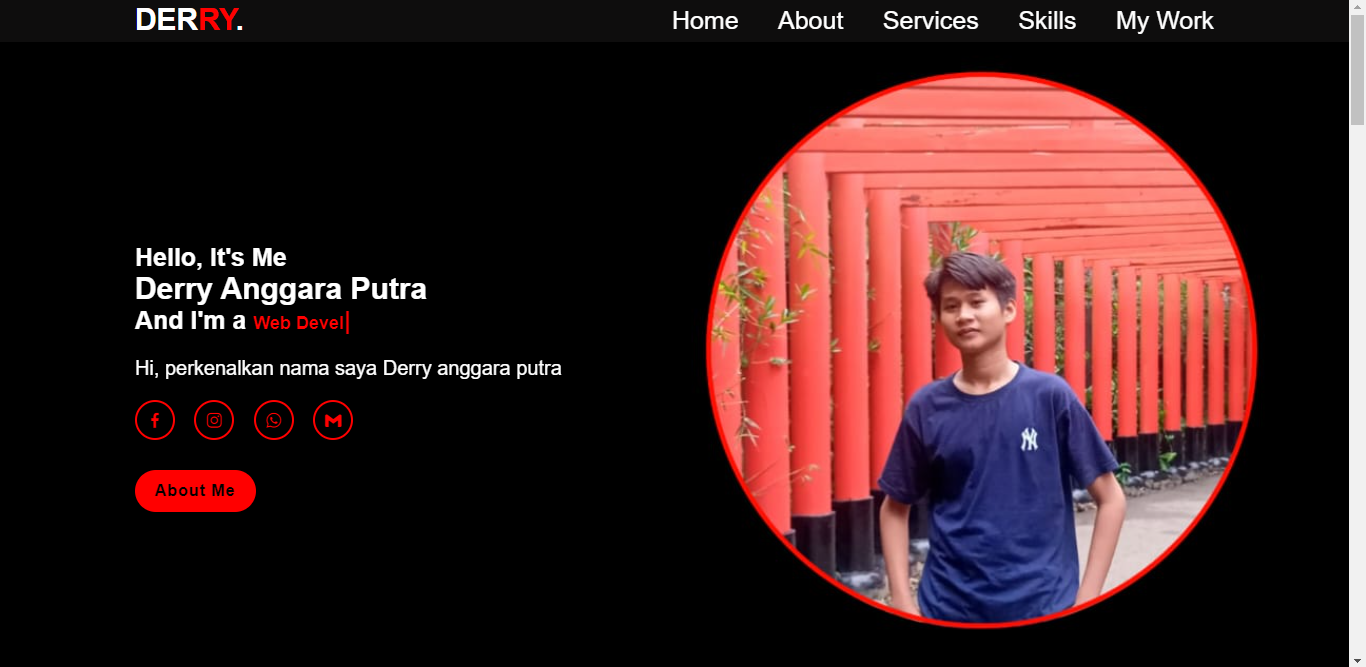 DERRY.
Home About Services Skills My Work
Hello, It's Me
Derry Anggara Putra
And I'm a Web Devel
Hi, perkenalkan nama saya Derry anggara putra
About Me
NY